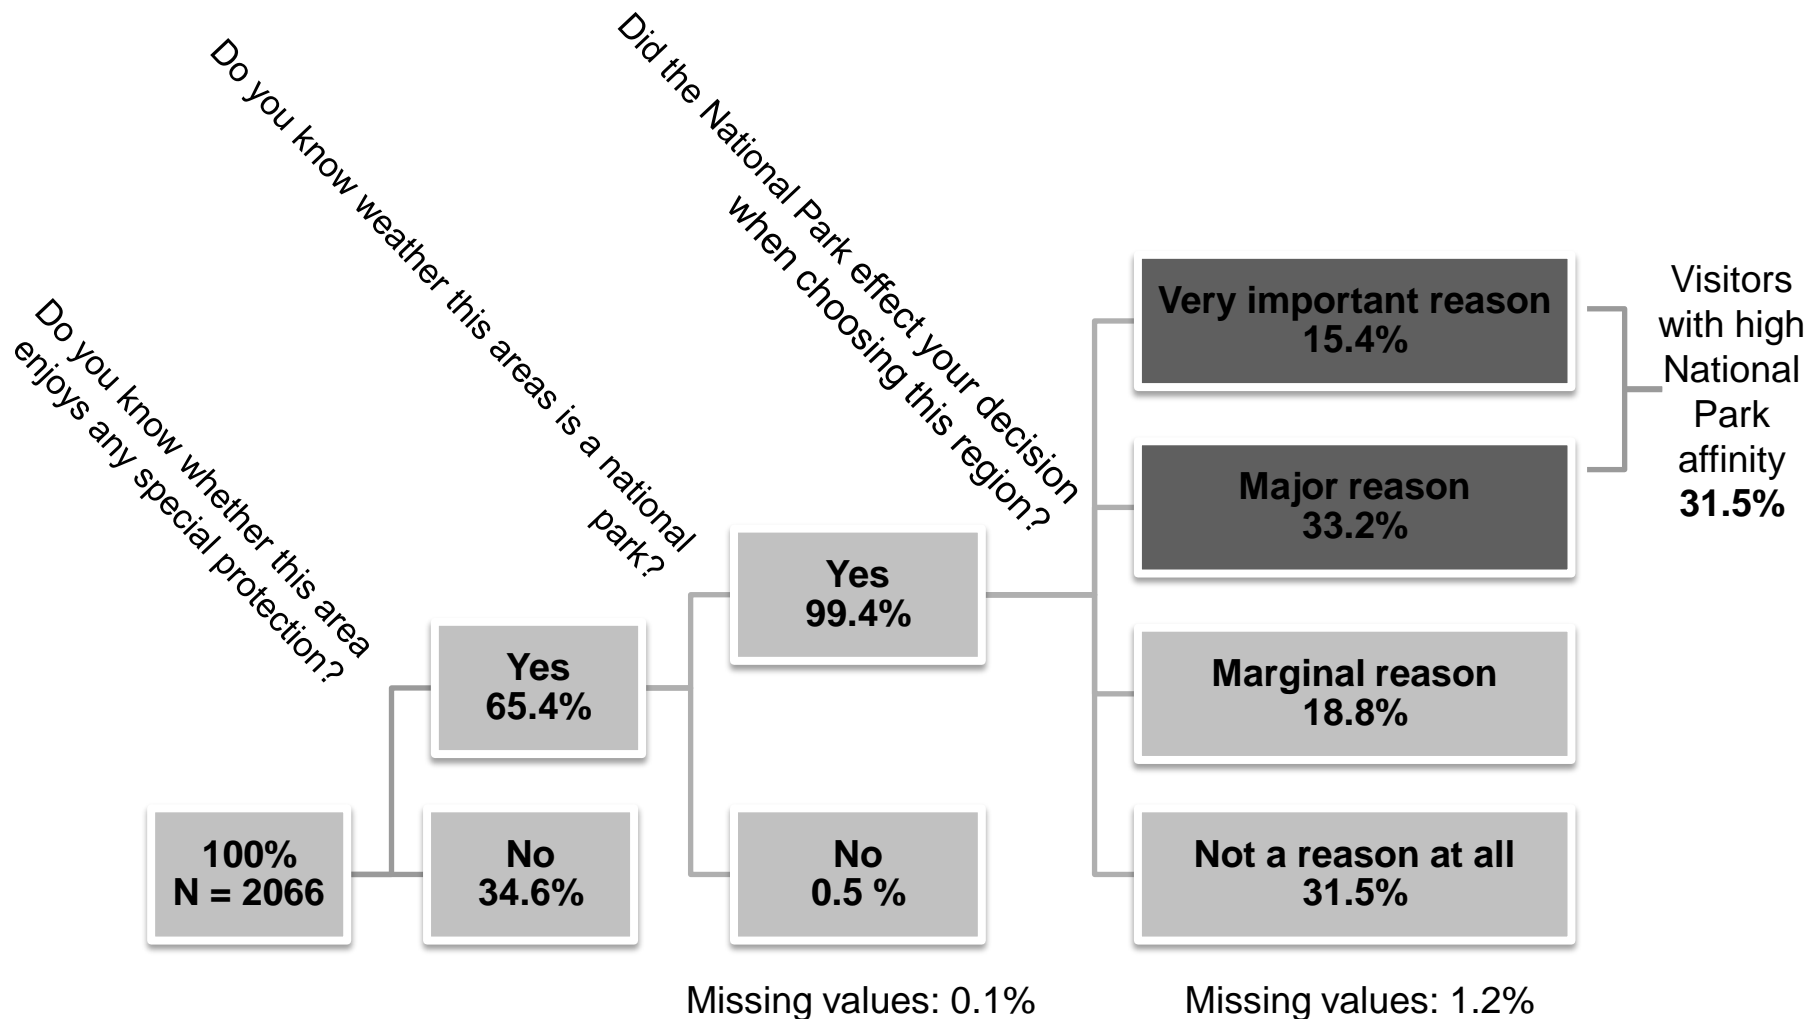 Do you know whether this area
enjoys any special protection?
Do you know weather this areas is a national
park?
Did the National Park effect your decision
when choosing this region?
100%
N = 2066
Yes
65.4%
No
34.6%
Yes
99.4%
No
0.5 %
Very important reason
15.4%
Major reason
33.2%
Marginal reason
18.8%
Not a reason at all
31.5%
Visitors
with high
National
Park
affinity
31.5%
Missing values: 0.1%
Missing values: 1.2%